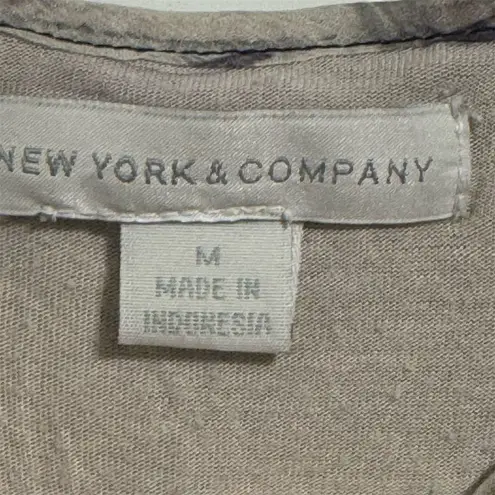 NEW YORK & COMPANY
M
MADE IN
INDONESIA